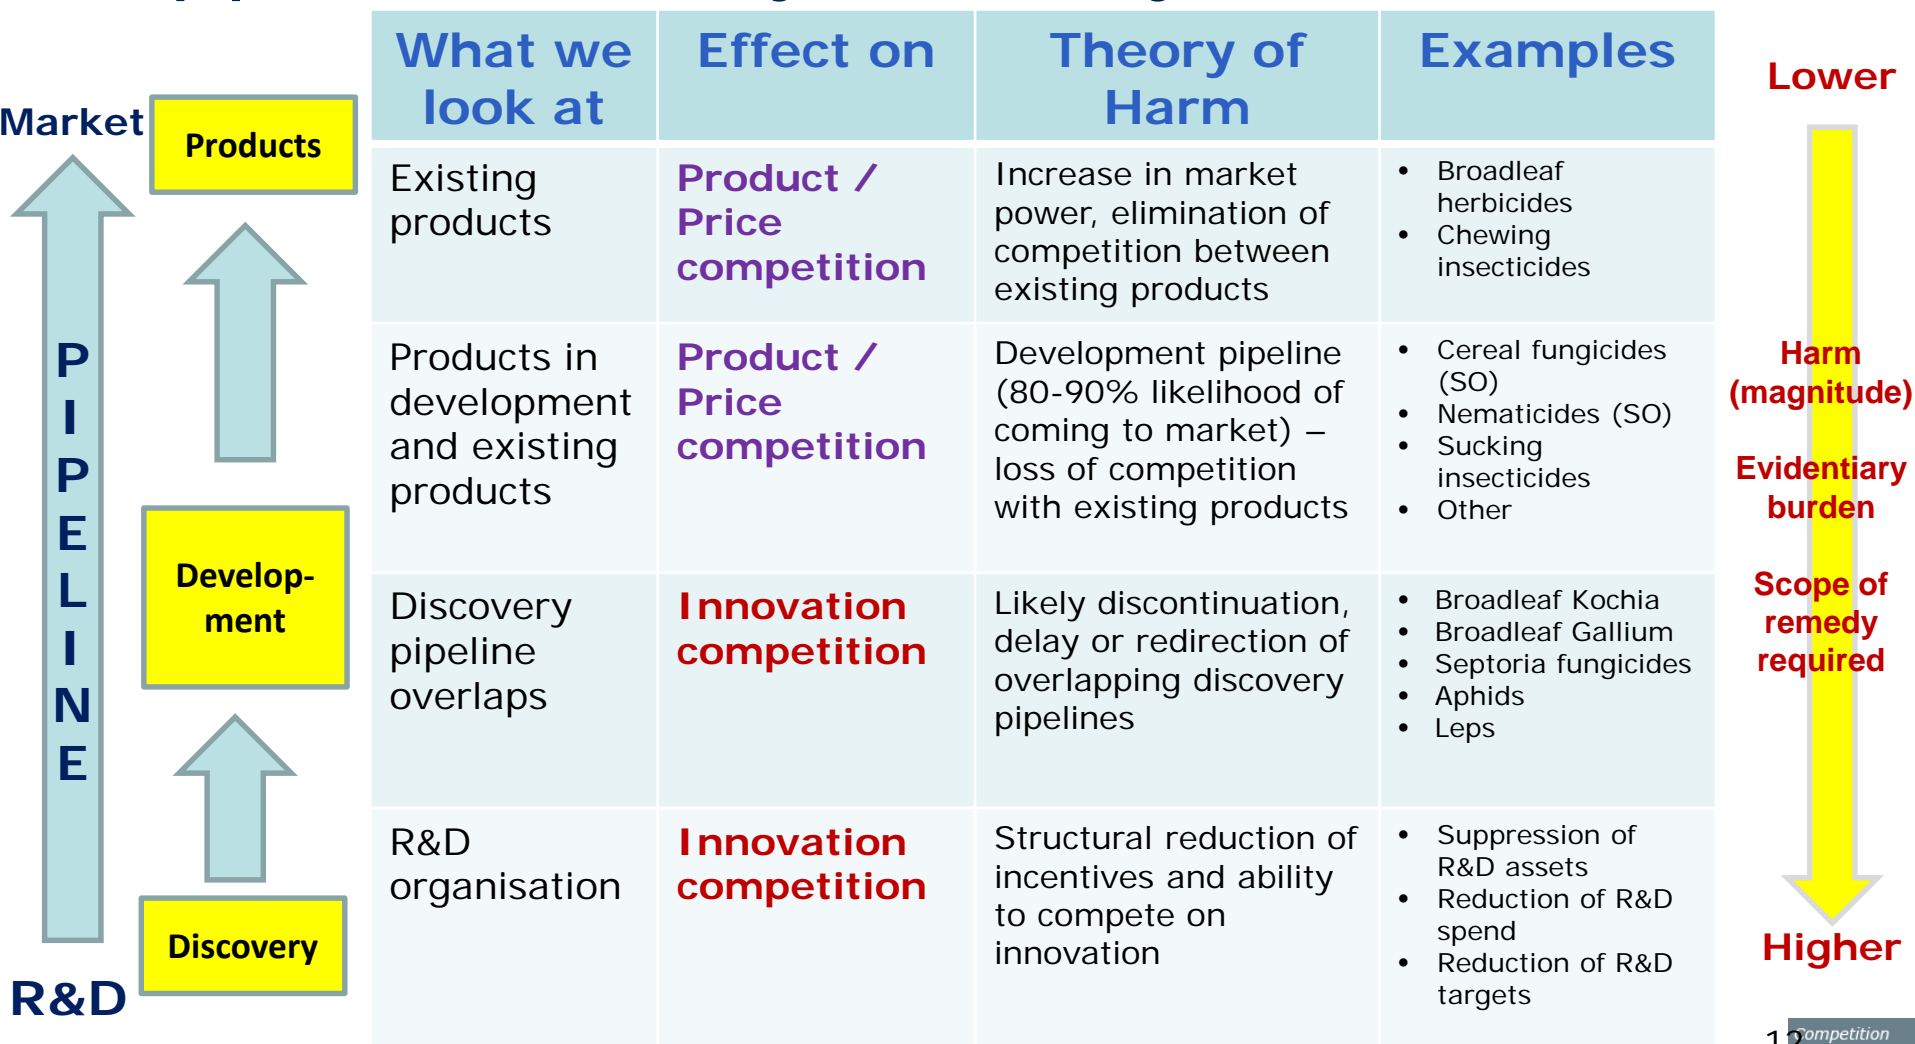 What we
look at
Effect on
Theory of
Harm
Examples
Lower
Market
Products
Existing
products
Product /
Price
competition
Increase in market
power, elimination of
competition between
existing products
• Broadleaf
herbicides
• Chewing
insecticides
P
I
P
E
L
I
N
E
Products in
development
and existing
products
Product /
Price
competition
Development pipeline
(80-90% likelihood of
coming to market) –
loss of competition
with existing products
• Cereal fungicides
(SO)
• Nematicides (SO)
• Sucking
insecticides
• Other
Harm
(magnitude)
Evidentiary
burden
Scope of
remedy
required
Develop-
ment
Discovery
pipeline
overlaps
Innovation
competition
Likely discontinuation,
delay or redirection of
overlapping discovery
pipelines
• Broadleaf Kochia
• Broadleaf Gallium
• Septoria fungicides
• Aphids
• Leps
R&D
organisation
Innovation
competition
Structural reduction of
incentives and ability
to compete on
innovation
• Suppression of
R&D assets
• Reduction of R&D
spend
• Reduction of R&D
targets
Discovery
R&D
Higher
12
Competition